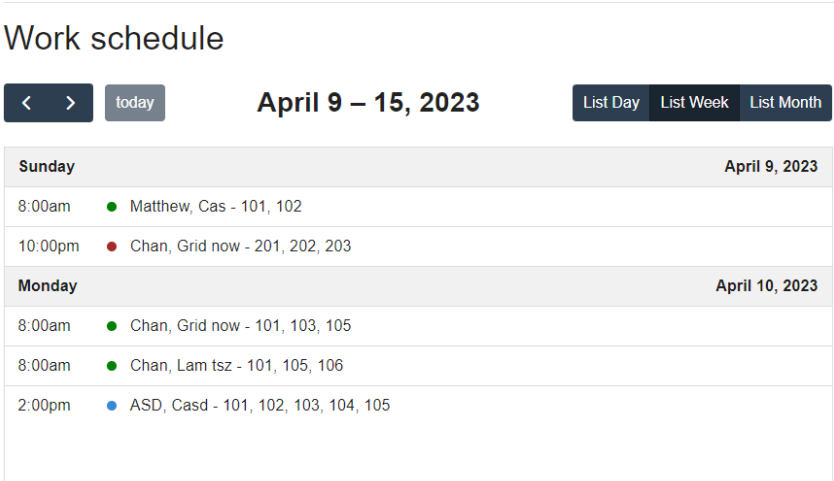 Work schedule
today
April 9 – 15, 2023
List Day List Week List Month
Sunday April 9, 2023
8:00am Matthew, Cas - 101, 102
10:00pm Chan, Grid now - 201, 202, 203
Monday April 10, 2023
8:00am Chan, Grid now - 101, 103, 105
8:00am Chan, Lam tsz - 101, 105, 106
2:00pm ASD, Casd - 101, 102, 103, 104, 105